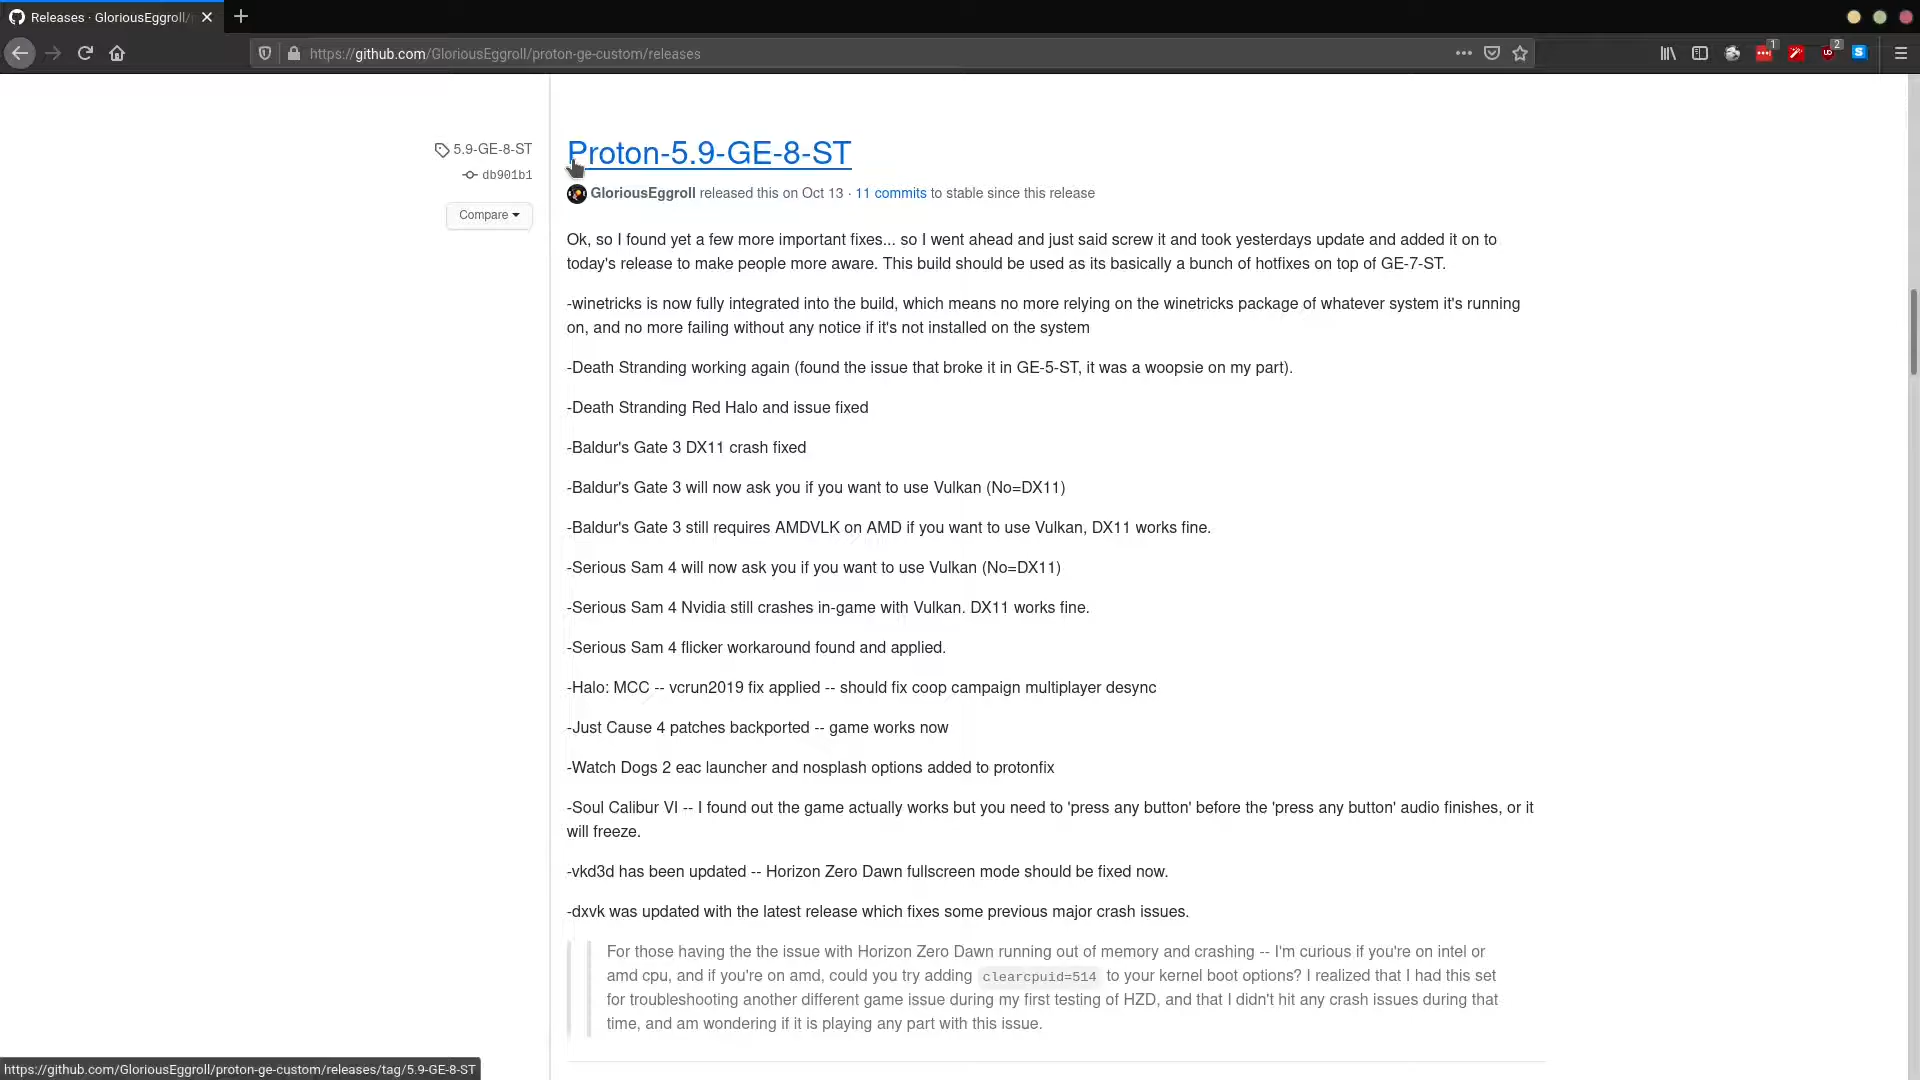 Releases · GloriousEggroll/
https://github.com/GloriousEggroll/proton-ge-custom/releases
1
2
5.9-GE-8-ST
db901b1
Compare
Proton-5.9-GE-8-ST
GloriousEggroll released this on Oct 13 · 11 commits to stable since this release
Ok, so I found yet a few more important fixes... so I went ahead and just said screw it and took yesterdays update and added it on to
today's release to make people more aware. This build should be used as its basically a bunch of hotfixes on top of GE-7-ST.
-winetricks is now fully integrated into the build, which means no more relying on the winetricks package of whatever system it's running
on, and no more failing without any notice if it's not installed on the system
-Death Stranding working again (found the issue that broke it in GE-5-ST, it was a woopsie on my part).
-Death Stranding Red Halo and issue fixed
-Baldur's Gate 3 DX11 crash fixed
-Baldur's Gate 3 will now ask you if you want to use Vulkan (No=DX11)
-Baldur's Gate 3 still requires AMDVLK on AMD if you want to use Vulkan, DX11 works fine.
-Serious Sam 4 will now ask you if you want to use Vulkan (No=DX11)
-Serious Sam 4 Nvidia still crashes in-game with Vulkan. DX11 works fine.
-Serious Sam 4 flicker workaround found and applied.
-Halo: MCC -- vcrun2019 fix applied -- should fix coop campaign multiplayer desync
-Just Cause 4 patches backported -- game works now
-Watch Dogs 2 eac launcher and nosplash options added to protonfix
-Soul Calibur VI -- I found out the game actually works but you need to 'press any button' before the 'press any button' audio finishes, or it
will freeze.
-vkd3d has been updated -- Horizon Zero Dawn fullscreen mode should be fixed now.
-dxvk was updated with the latest release which fixes some previous major crash issues.
For those having the the issue with Horizon Zero Dawn running out of memory and crashing -- I'm curious if you're on intel or
amd cpu, and if you're on amd, could you try adding clearcpuid=514 to your kernel boot options? I realized that I had this set
for troubleshooting another different game issue during my first testing of HZD, and that I didn't hit any crash issues during that
time, and am wondering if it is playing any part with this issue.
https://github.com/GloriousEggroll/proton-ge-custom/releases/tag/5.9-GE-8-ST